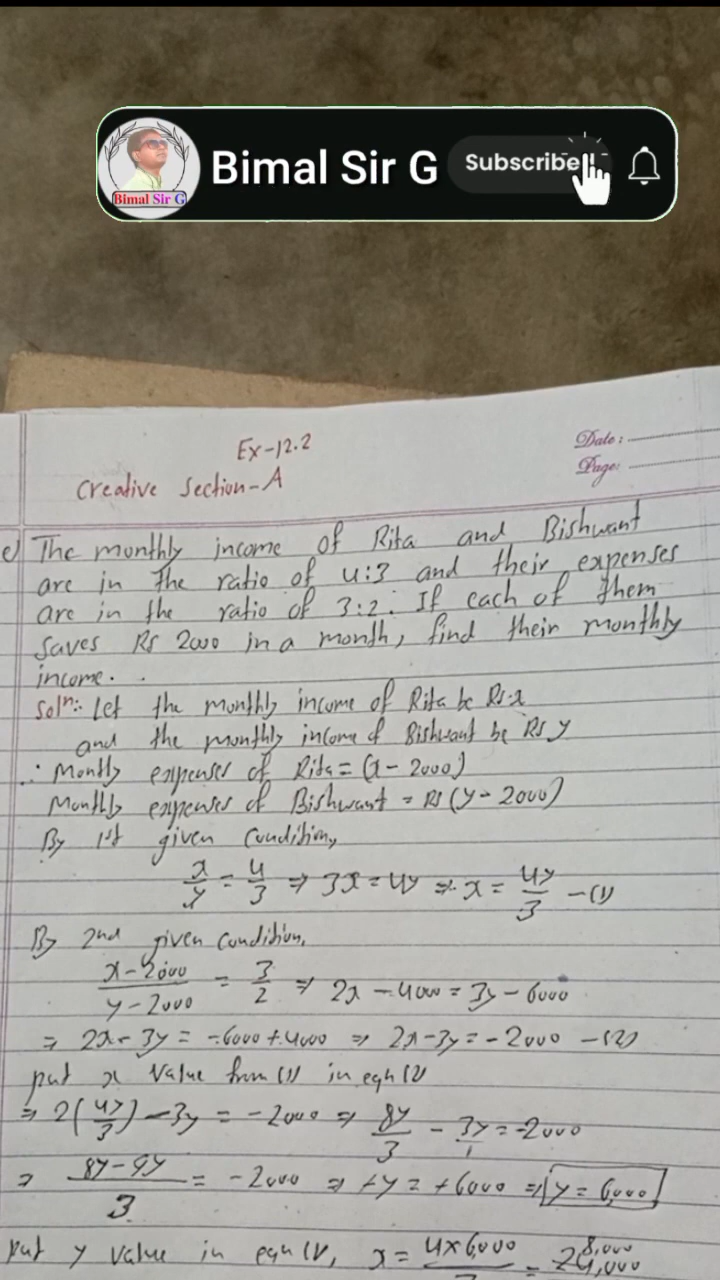 Bimal Sir G
Subscribe
Bimal Sir G
Ex-12.2
Date:
Page:
Creative Section-A
e) The monthly income of Rita and Bishwant
are in the ratio of 4:3 and their expenses
are in the ratio of 3:2. If each of them
saves Rs 2000 in a month, find their monthly
income.
Solⁿ: Let the monthly income of Rita be Rs.x
and the monthly income of Bishwant be Rs y
∴ Montly expenses of Rita = (x - 2000)
Monthly expenses of Bishwant = Rs (y - 2000)
By 1st given Condition,
x/y = 4/3 ⇒ 3x = 4y ⇒ x = 4y/3 -(1)
By 2nd given Condition,
x-2000/y-2000 = 3/2 ⇒ 2x - 4000 = 3y - 6000
⇒ 2x - 3y = -6000 + 4000 ⇒ 2x - 3y = -2000 -(2)
put x value from (1) in eqn (2)
⇒ 2(4y/3) - 3y = -2000 ⇒ 8y/3 - 3y/1 = -2000
⇒ 8y-9y/3 = -2000 ⇒ +y = +6000 ⇒ y = 6,000
Put y value in eqn (1), x = 4x6,000/3 = 24,000 8,000